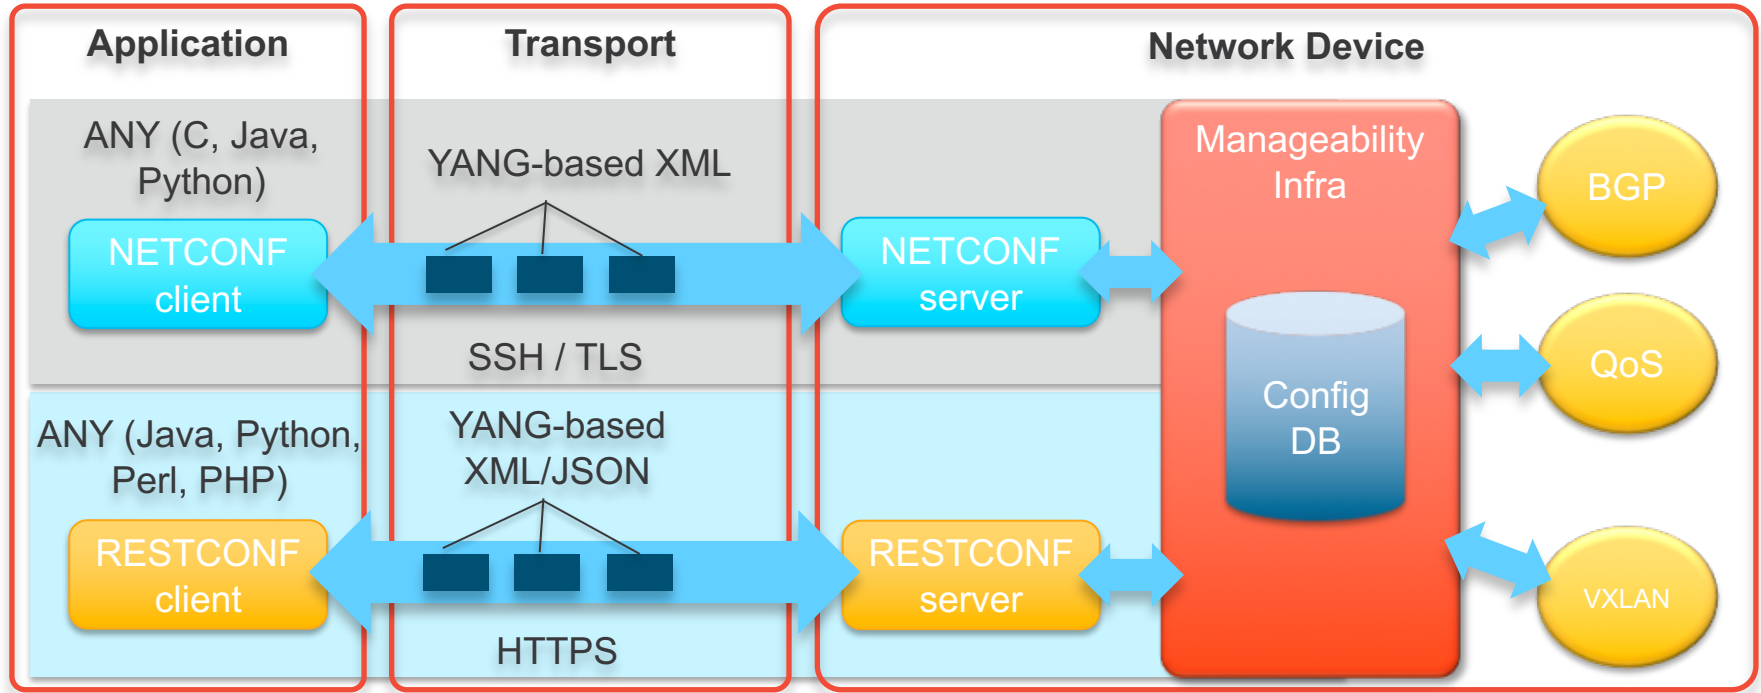 Application
Transport
Network Device
ANY (C, Java,
Python)
YANG-based XML
NETCONF
client
SSH / TLS
NETCONF
server
Manageability
Infra
Config
DB
BGP
QoS
VXLAN
ANY (Java, Python,
Perl, PHP)
YANG-based
XML/JSON
RESTCONF
client
HTTPS
RESTCONF
server